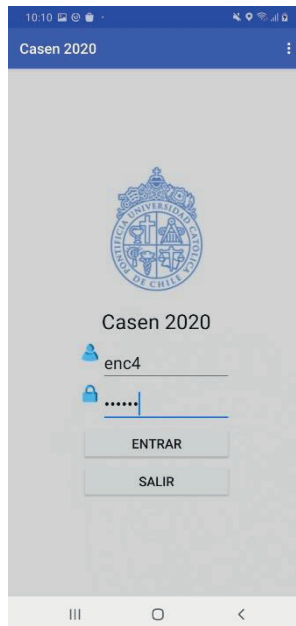 10:10
Casen 2020
PONTIFICIA UNIVERSIDAD CATÓLICA DE CHILE
Casen 2020
enc4
••••••
ENTRAR
SALIR